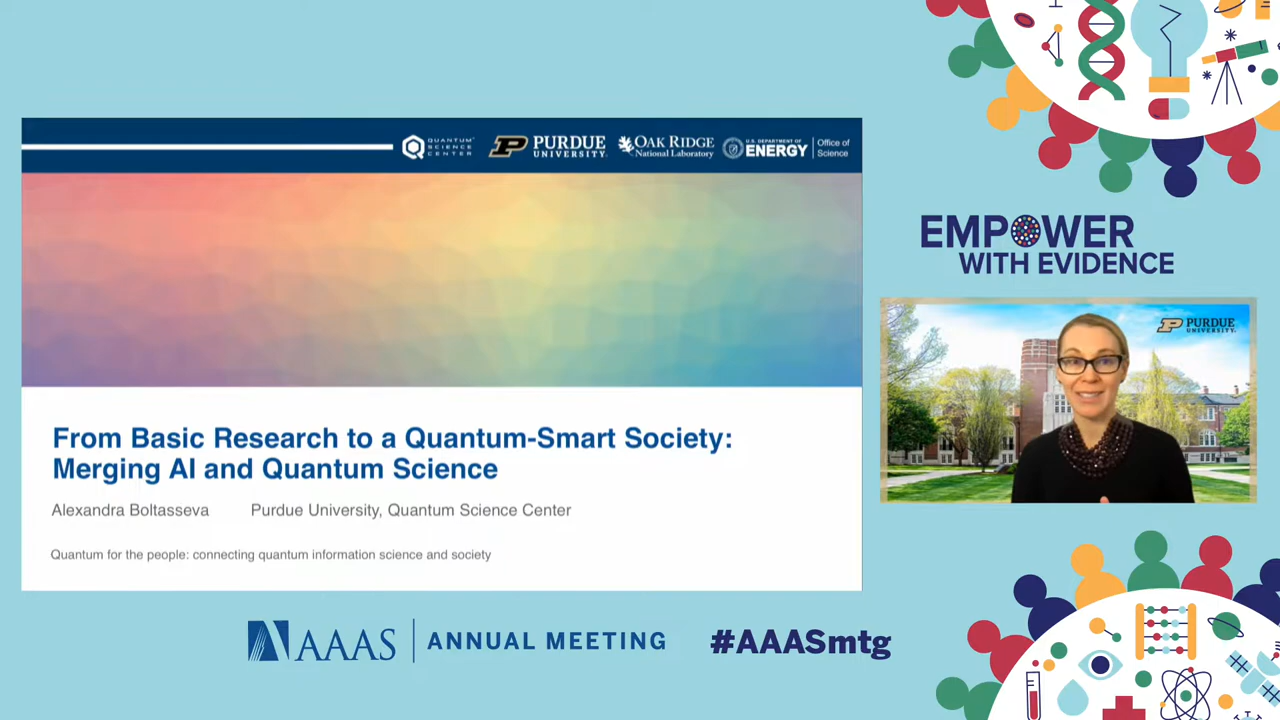 QUANTUM
SCIENCE
CENTER
PURDUE
UNIVERSITY
OAK RIDGE
National Laboratory
U.S. DEPARTMENT OF
ENERGY
Office of
Science
From Basic Research to a Quantum-Smart Society:
Merging AI and Quantum Science
Alexandra Boltasseva Purdue University, Quantum Science Center
Quantum for the people: connecting quantum information science and society
EMPOWER
WITH EVIDENCE
PURDUE
UNIVERSITY
AAAS ANNUAL MEETING #AAASmtg